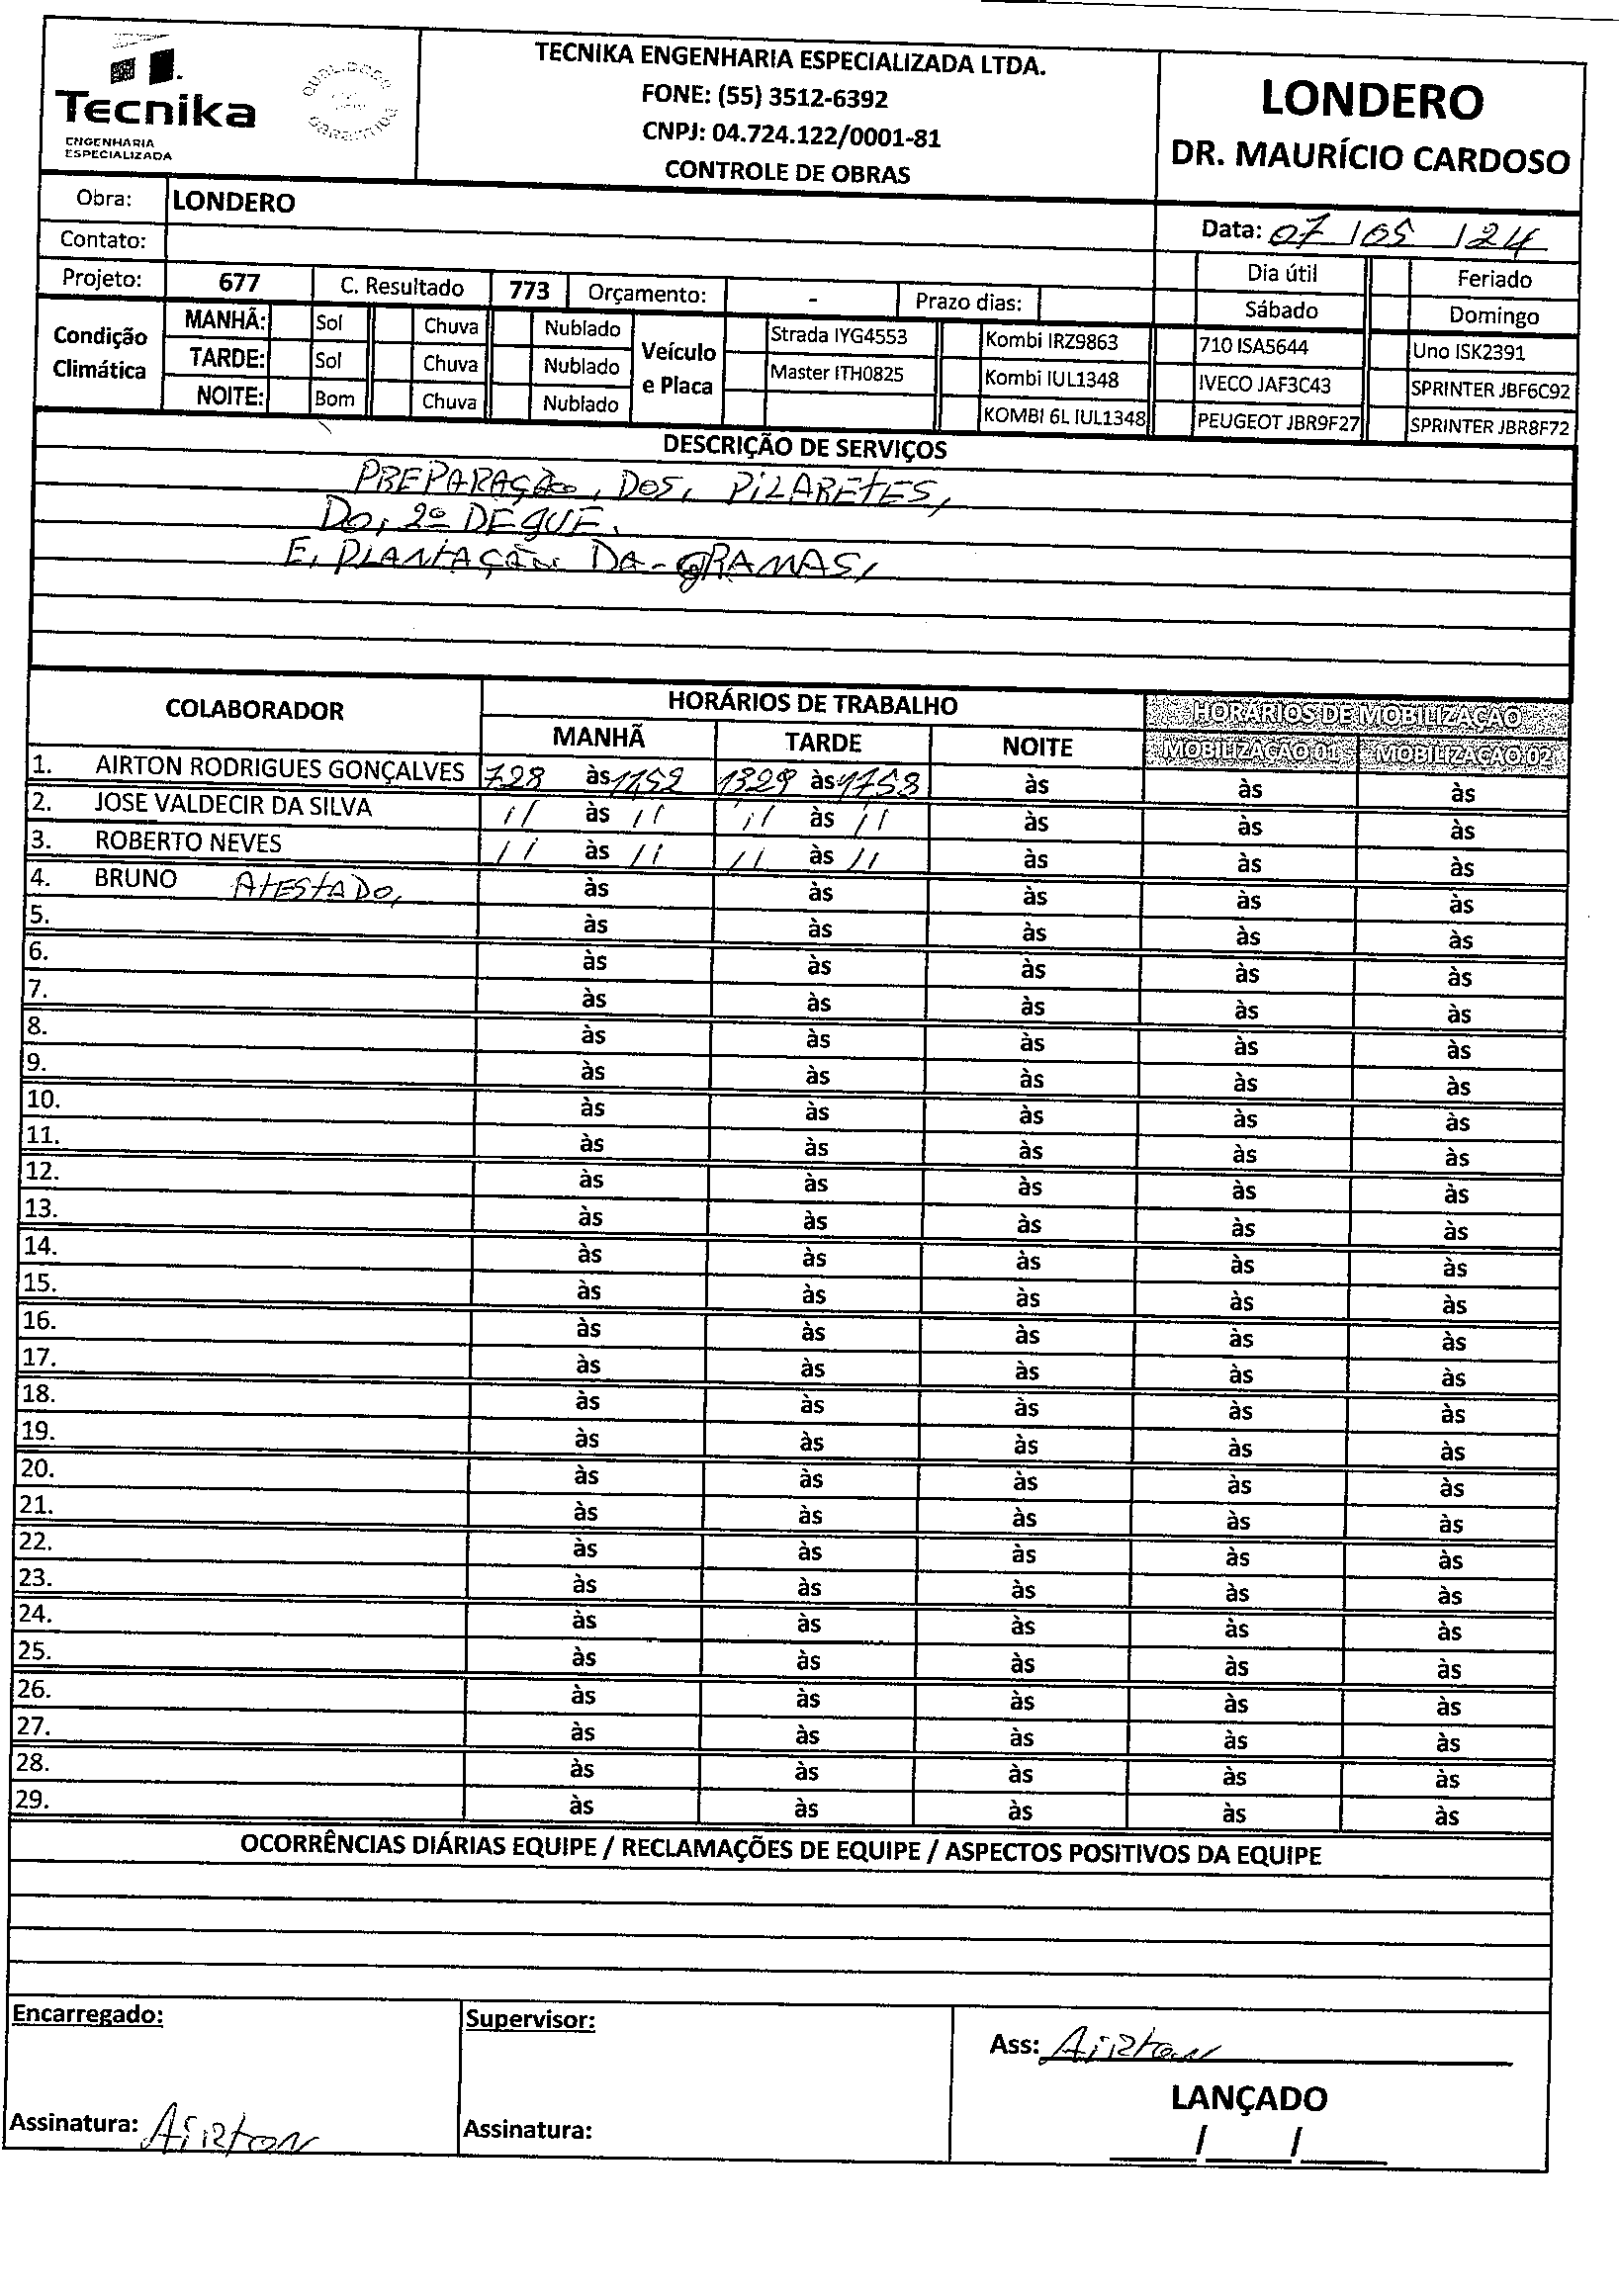 Tecnika
ENGENHARIA
ESPECIALIZADA
TECNIKA ENGENHARIA ESPECIALIZADA LTDA.
FONE: (55) 3512-6392
CNPJ: 04.724.122/0001-81
CONTROLE DE OBRAS
LONDERO
DR. MAURÍCIO CARDOSO
Obra: LONDERO
Data: 07/05/24
Contato:
Dia útil Feriado
Projeto: 677 C. Resultado 773 Orçamento: - Prazo dias: Sábado Domingo
Condição Climática
MANHÃ: Sol Chuva Nublado
TARDE: Sol Chuva Nublado
NOITE: Bom Chuva Nublado
Veículo e Placa
Strada IYG4553 Kombi IRZ9863 710 ISA5644 Uno ISK2391
Master ITH0825 Kombi IUL1348 IVECO JAF3C43 SPRINTER JBF6C92
KOMBI 6L IUL1348 PEUGEOT JBR9F27 SPRINTER JBR8F72
DESCRIÇÃO DE SERVIÇOS
PREPARAÇÃO, DOS, PILARETES,
DO, 2º DEQUE.
E, PLANTAÇÃO DA-GRAMAS,
COLABORADOR HORÁRIOS DE TRABALHO HORÁRIOS DE MOBILIZAÇÃO
MANHÃ TARDE NOITE MOBILIZAÇÃO 01 MOBILIZAÇÃO 02
1. AIRTON RODRIGUES GONÇALVES 728 às 1152 1329 às 1753 às às às
2. JOSE VALDECIR DA SILVA 11 às 11 11 às 11 às às às
3. ROBERTO NEVES 11 às 11 11 às 11 às às às
4. BRUNO ATESTADO, às às às às às
5. às às às às às
6. às às às às às
7. às às às às às
8. às às às às às
9. às às às às às
10. às às às às às
11. às às às às às
12. às às às às às
13. às às às às às
14. às às às às às
15. às às às às às
16. às às às às às
17. às às às às às
18. às às às às às
19. às às às às às
20. às às às às às
21. às às às às às
22. às às às às às
23. às às às às às
24. às às às às às
25. às às às às às
26. às às às às às
27. às às às às às
28. às às às às às
29. às às às às às
OCORRÊNCIAS DIÁRIAS EQUIPE / RECLAMAÇÕES DE EQUIPE / ASPECTOS POSITIVOS DA EQUIPE
Encarregado:
Assinatura: Airton
Supervisor:
Assinatura:
Ass: Airton
LANÇADO
/ /